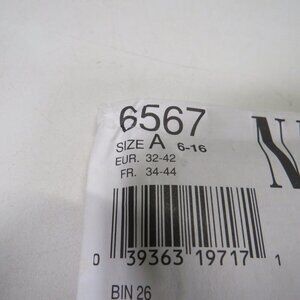 6567
N
SIZE A 6-16
EUR. 32-42
FR. 34-44
0 39363 19717 1
BIN 26